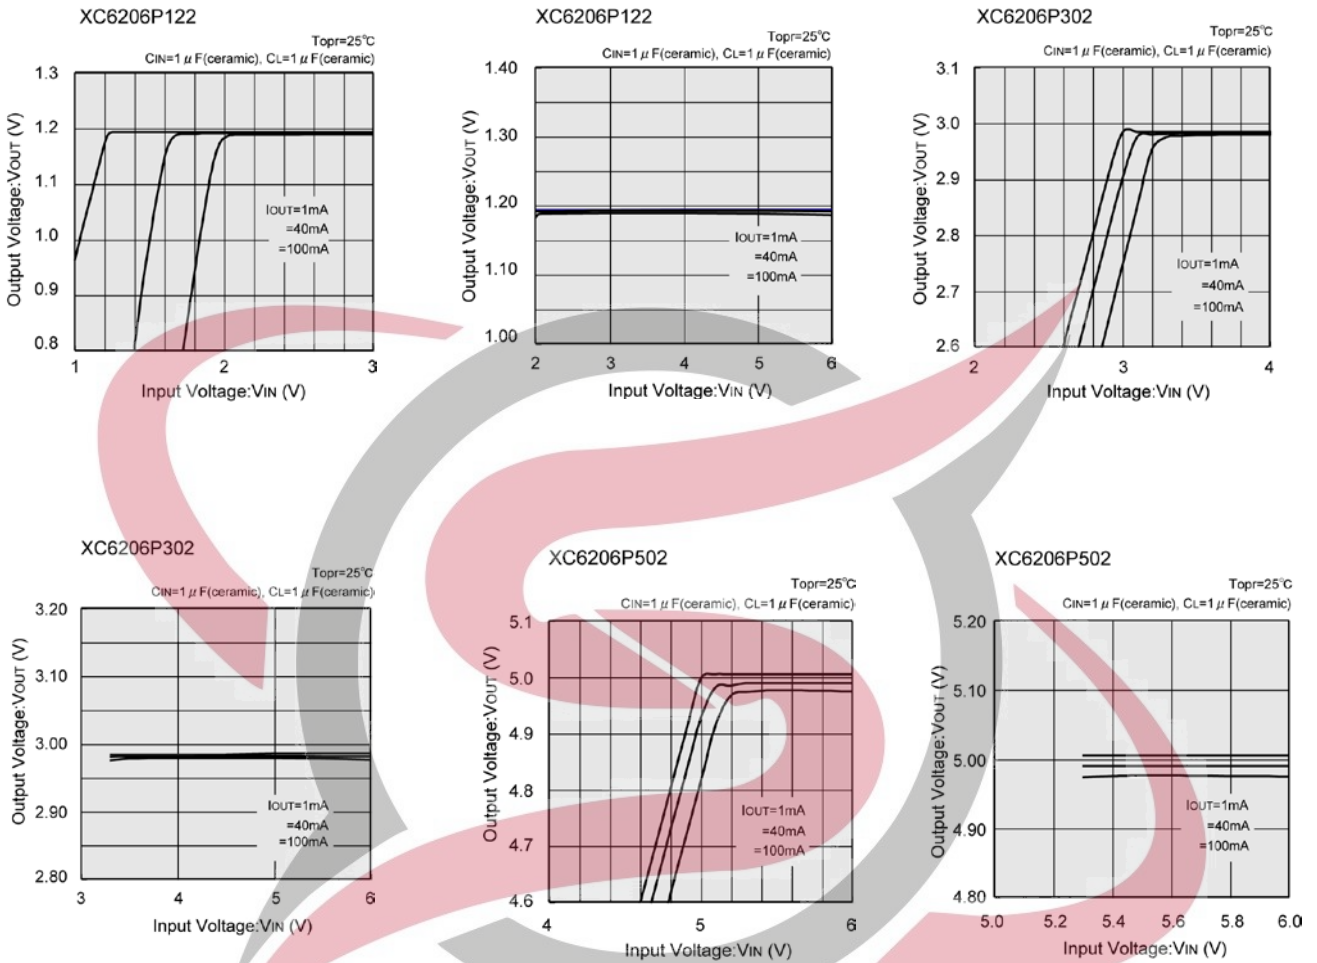 XC6206P122
Topr=25℃
CIN=1μF(ceramic), CL=1μF(ceramic)
1.3
1.2
1.1
1.0
0.9
0.8
Output Voltage:VOUT (V)
IOUT=1mA
=40mA
=100mA
1 2 3
Input Voltage:VIN (V)
XC6206P122
Topr=25℃
CIN=1μF(ceramic), CL=1μF(ceramic)
1.40
1.30
1.20
1.10
1.00
Output Voltage:VOUT (V)
IOUT=1mA
=40mA
=100mA
2 3 4 5 6
Input Voltage:VIN (V)
XC6206P302
Topr=25℃
CIN=1μF(ceramic), CL=1μF(ceramic)
3.1
3.0
2.9
2.8
2.7
2.6
Output Voltage:VOUT (V)
IOUT=1mA
=40mA
=100mA
2 3 4
Input Voltage:VIN (V)
XC6206P302
Topr=25℃
CIN=1μF(ceramic), CL=1μF(ceramic)
3.20
3.10
3.00
2.90
2.80
Output Voltage:VOUT (V)
IOUT=1mA
=40mA
=100mA
3 4 5 6
Input Voltage:VIN (V)
XC6206P502
Topr=25℃
CIN=1μF(ceramic), CL=1μF(ceramic)
5.1
5.0
4.9
4.8
4.7
4.6
Output Voltage:VOUT (V)
IOUT=1mA
=40mA
=100mA
4 5 6
Input Voltage:VIN (V)
XC6206P502
Topr=25℃
CIN=1μF(ceramic), CL=1μF(ceramic)
5.20
5.10
5.00
4.90
4.80
Output Voltage:VOUT (V)
IOUT=1mA
=40mA
=100mA
5.0 5.2 5.4 5.6 5.8 6.0
Input Voltage:VIN (V)